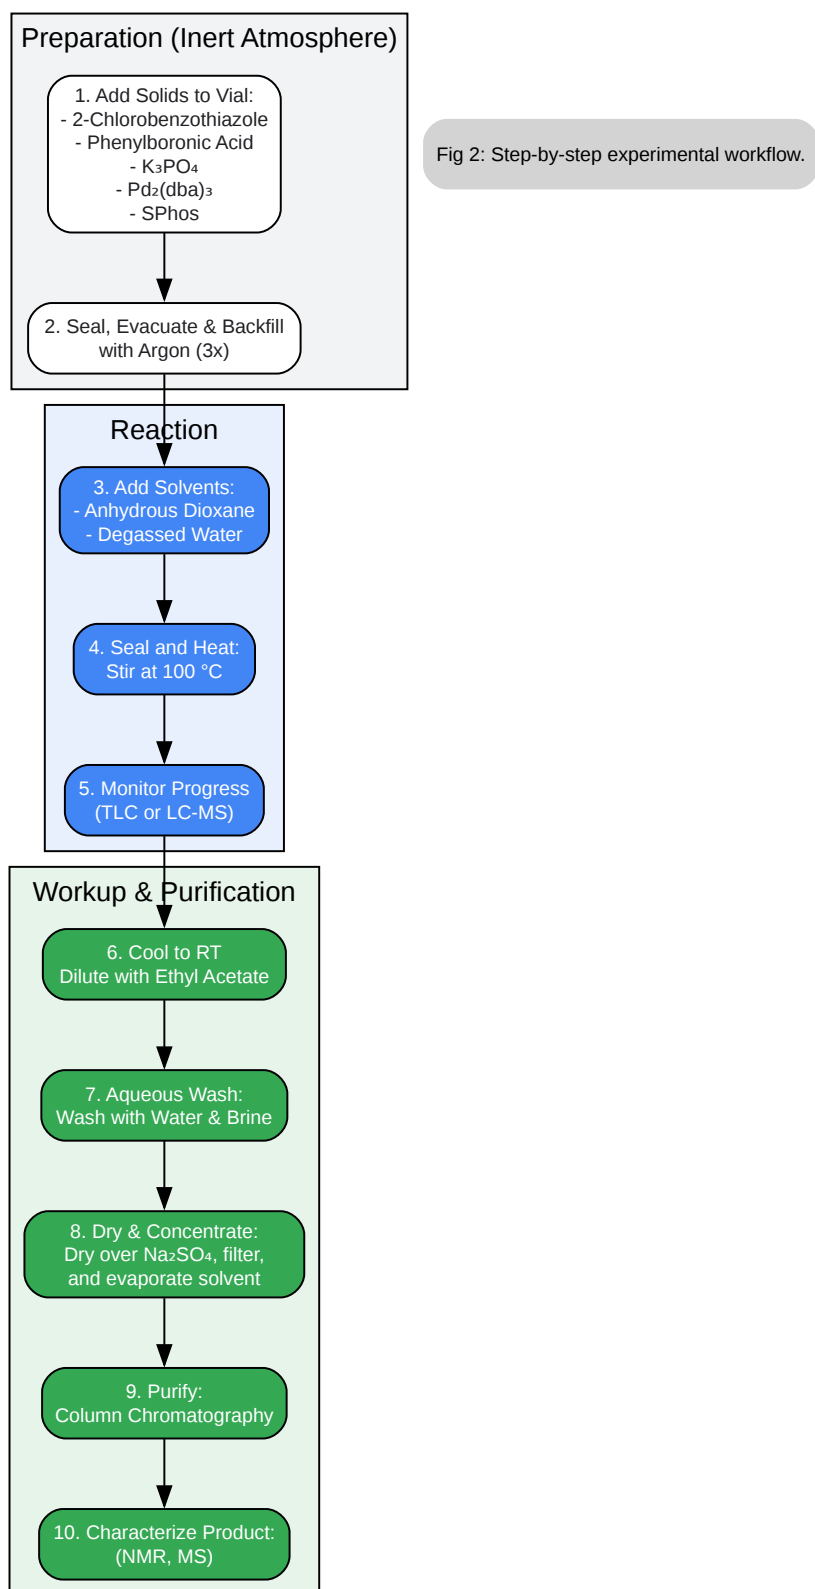 Preparation (Inert Atmosphere)
1. Add Solids to Vial:
- 2-Chlorobenzothiazole
- Phenylboronic Acid
- K₃PO₄
- Pd₂(dba)₃
- SPhos
Fig 2: Step-by-step experimental workflow.
2. Seal, Evacuate & Backfill
with Argon (3x)
Reaction
3. Add Solvents:
- Anhydrous Dioxane
- Degassed Water
4. Seal and Heat:
Stir at 100 °C
5. Monitor Progress
(TLC or LC-MS)
Workup & Purification
6. Cool to RT
Dilute with Ethyl Acetate
7. Aqueous Wash:
Wash with Water & Brine
8. Dry & Concentrate:
Dry over Na₂SO₄, filter,
and evaporate solvent
9. Purify:
Column Chromatography
10. Characterize Product:
(NMR, MS)